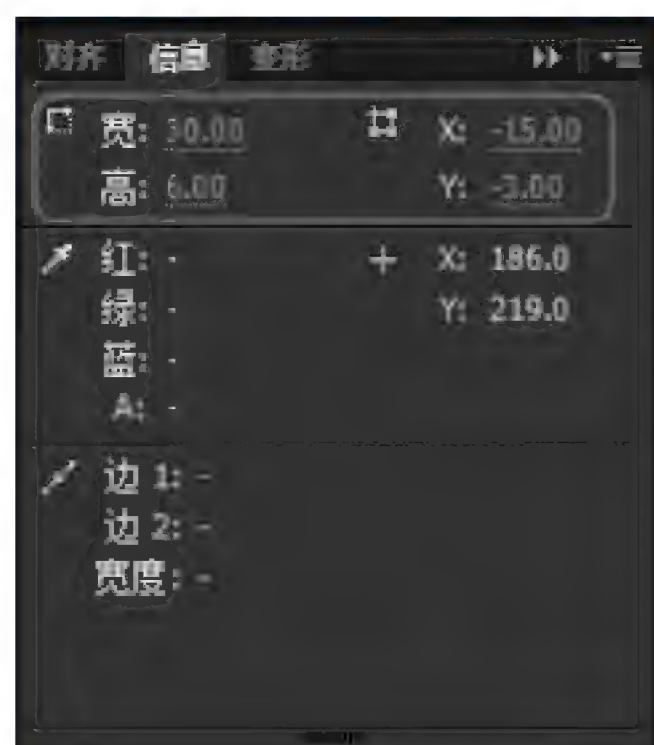 对齐 信息 变形
宽: 30.00 X: -15.00
高: 6.00 Y: -3.00
红: - X: 186.0
绿: - Y: 219.0
蓝: -
A: -
边 1: -
边 2: -
宽度: -